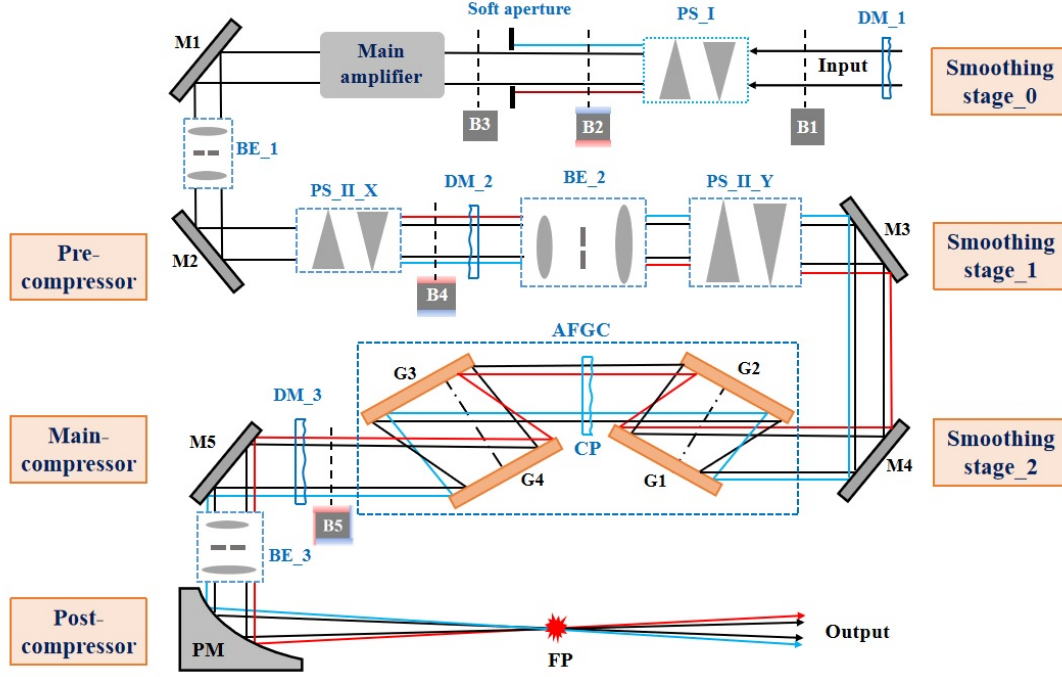 Soft aperture
PS_I
DM_1
M1
Main
amplifier
Input
Smoothing
stage_0
B3
B2
B1
BE_1
PS_II_X
DM_2
BE_2
PS_II_Y
M3
M2
Pre-
compressor
B4
Smoothing
stage_1
AFGC
G3
G2
DM_3
CP
M5
Main-
compressor
G4
G1
M4
Smoothing
stage_2
B5
BE_3
Post-
compressor
PM
FP
Output